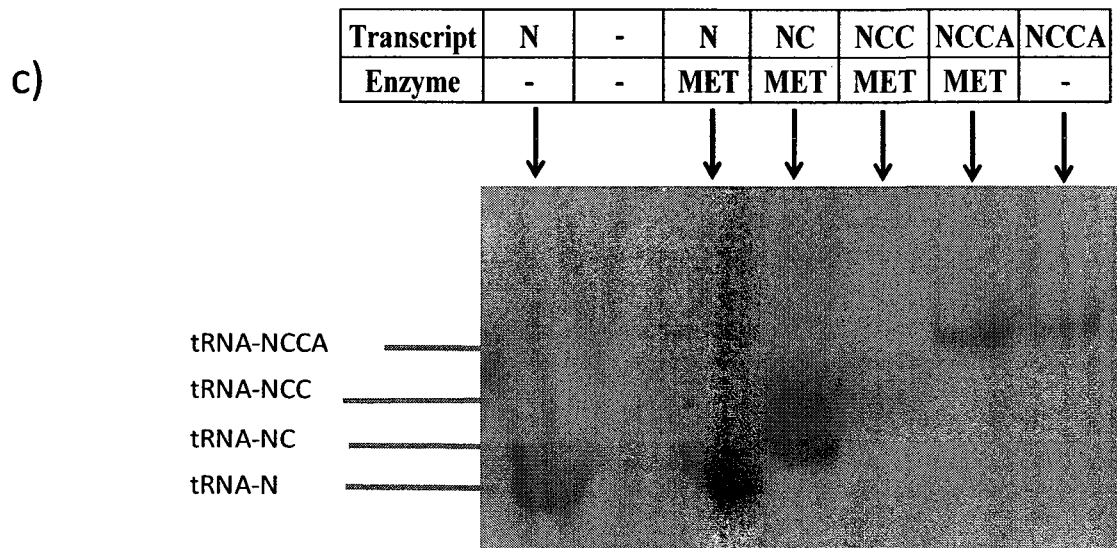 c)
Transcript N - N NC NCC NCCA NCCA
Enzyme - - MET MET MET MET -
tRNA-NCCA
tRNA-NCC
tRNA-NC
tRNA-N